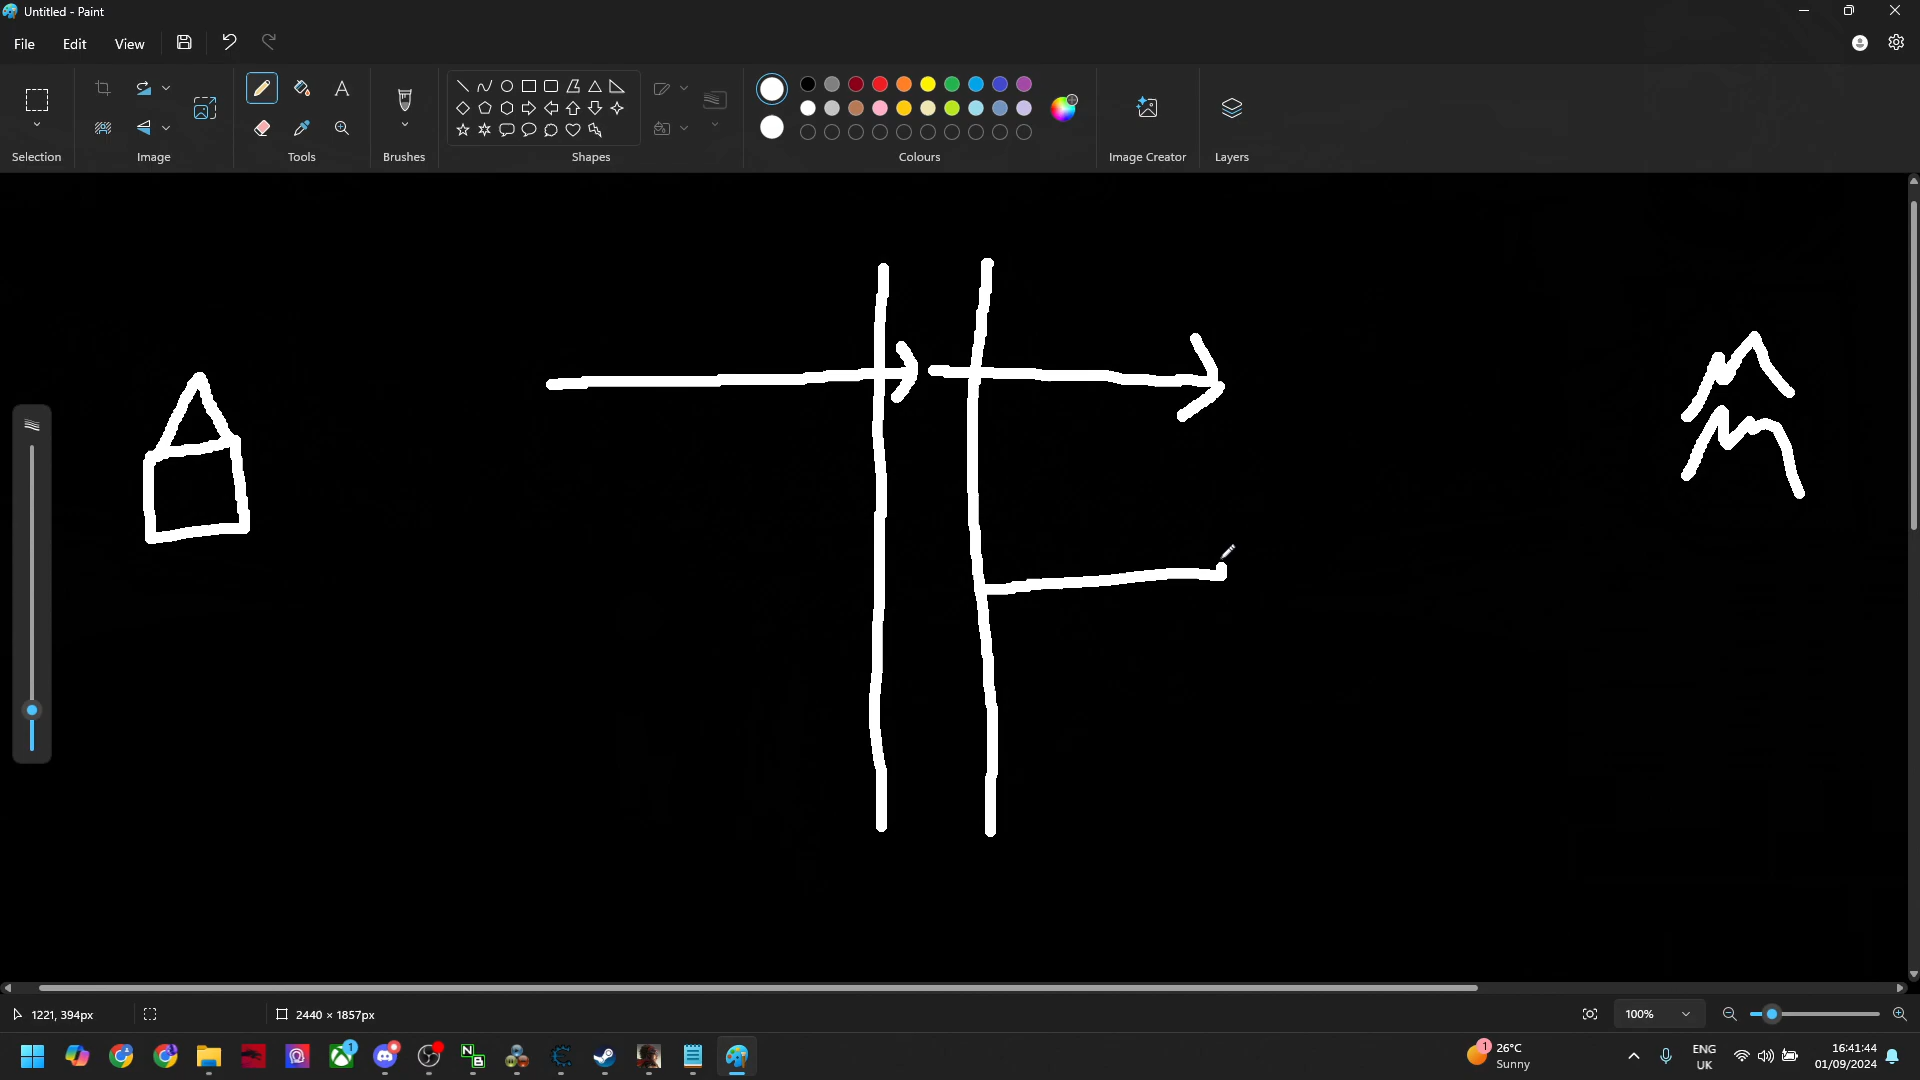 Untitled - Paint
File Edit View
Selection Image Tools Brushes Shapes Colours Image Creator Layers
1221, 394px 2440 × 1857px 100%
1 26°C ENG 16:41:44
Sunny UK 01/09/2024